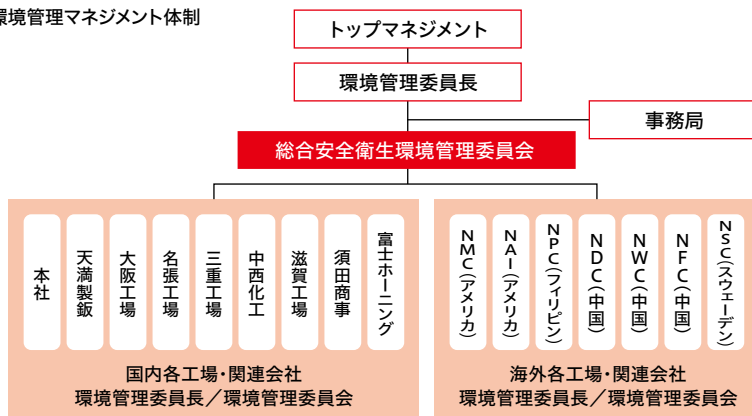 環境管理マネジメント体制
トップマネジメント
環境管理委員長
事務局
総合安全衛生環境管理委員会
本社
天満製鈑
大阪工場
名張工場
三重工場
中西化工
滋賀工場
須田商事
富士ホーニング
NMC(アメリカ)
NAI(アメリカ)
NPC(フィリピン)
NDC(中国)
NWC(中国)
NFC(中国)
NSC(スウェーデン)
国内各工場・関連会社
環境管理委員長／環境管理委員会
海外各工場・関連会社
環境管理委員長／環境管理委員会